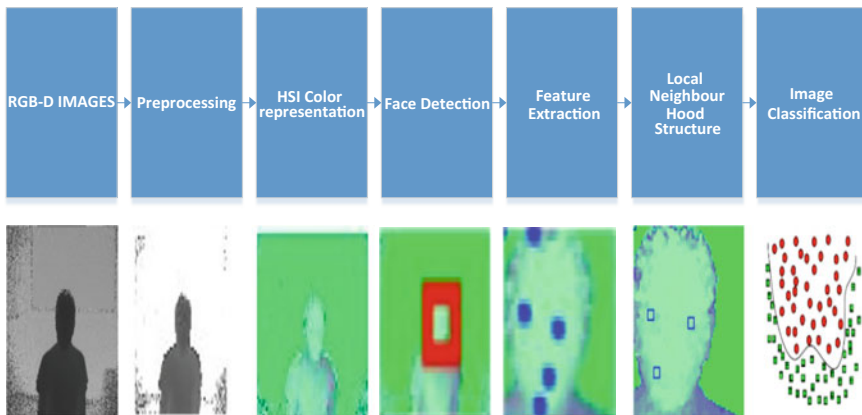 RGB-D IMAGES
Preprocessing
HSI Color
representation
Face Detection
Feature
Extraction
Local
Neighbour
Hood
Structure
Image
Classification